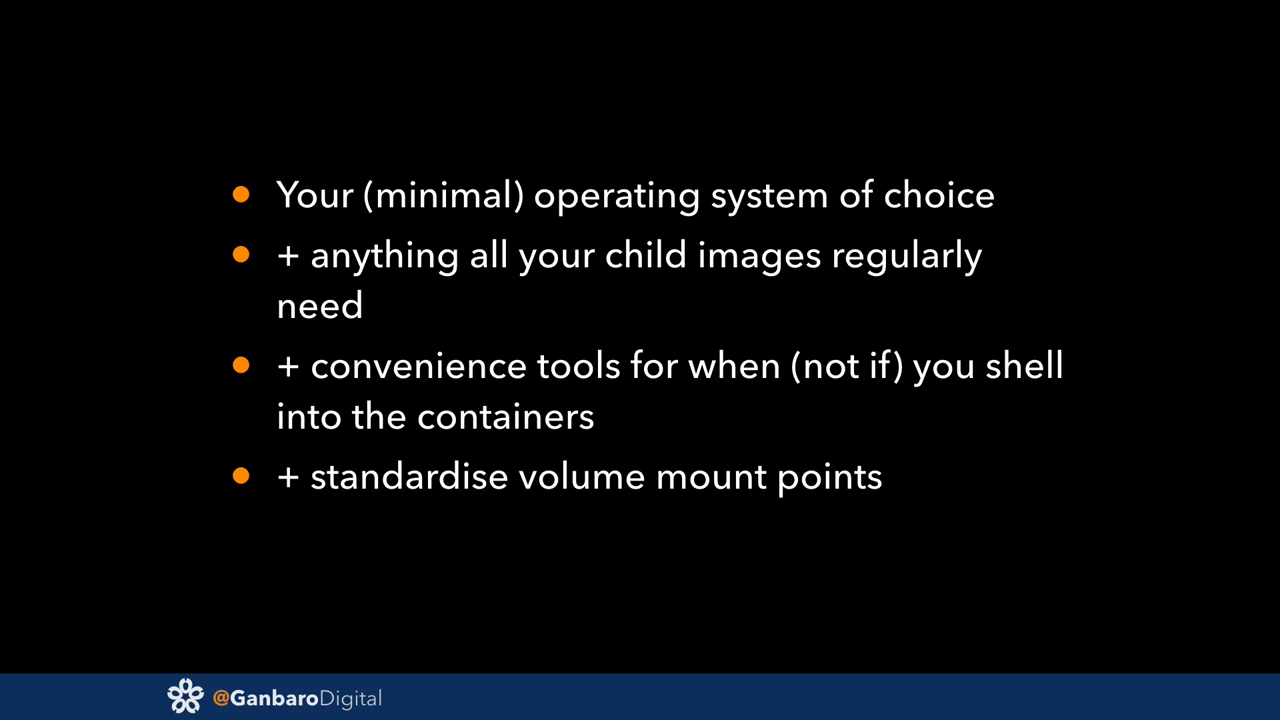 Your (minimal) operating system of choice
+ anything all your child images regularly
need
+ convenience tools for when (not if) you shell
into the containers
+ standardise volume mount points
@GanbaroDigital